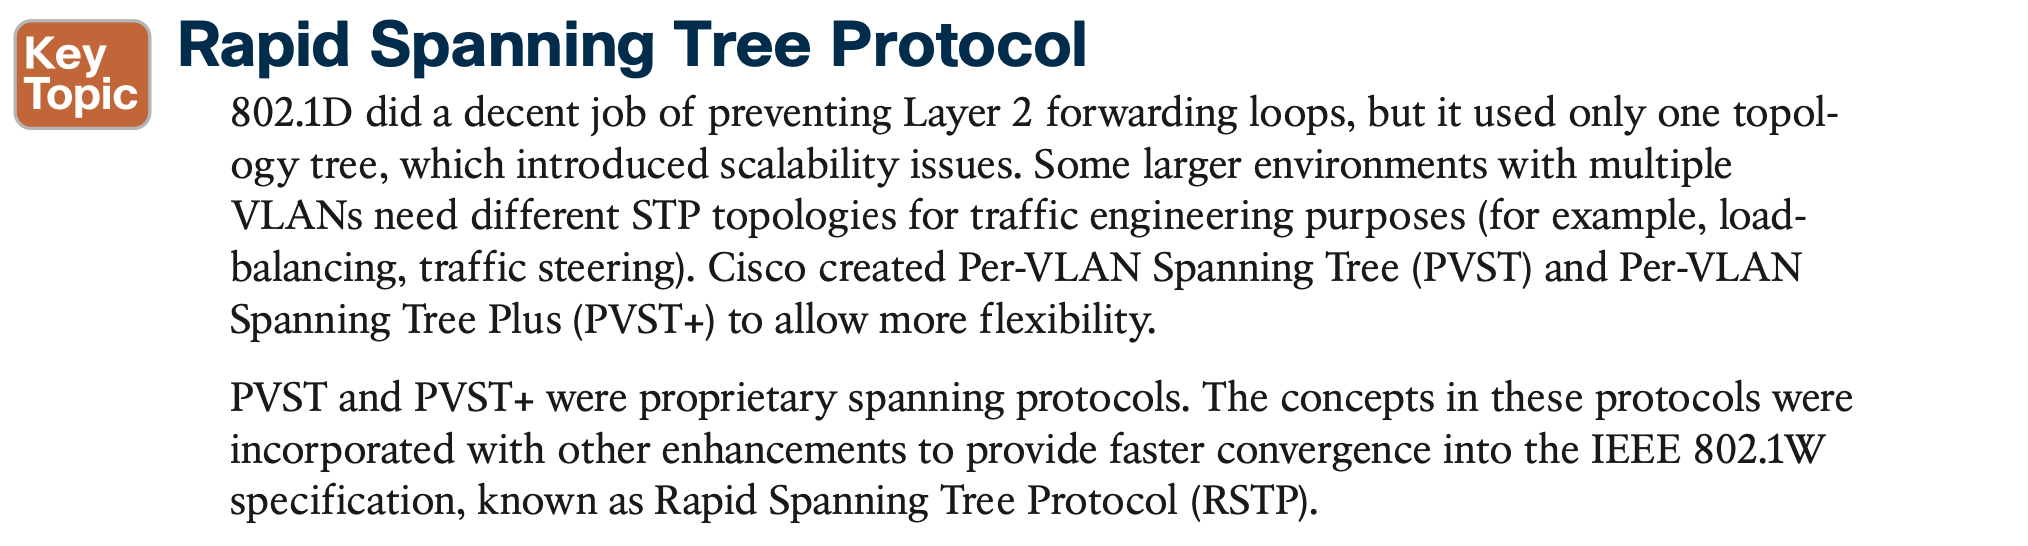 Key
Topic
Rapid Spanning Tree Protocol
802.1D did a decent job of preventing Layer 2 forwarding loops, but it used only one topol-
ogy tree, which introduced scalability issues. Some larger environments with multiple
VLANs need different STP topologies for traffic engineering purposes (for example, load-
balancing, traffic steering). Cisco created Per-VLAN Spanning Tree (PVST) and Per-VLAN
Spanning Tree Plus (PVST+) to allow more flexibility.
PVST and PVST+ were proprietary spanning protocols. The concepts in these protocols were
incorporated with other enhancements to provide faster convergence into the IEEE 802.1W
specification, known as Rapid Spanning Tree Protocol (RSTP).